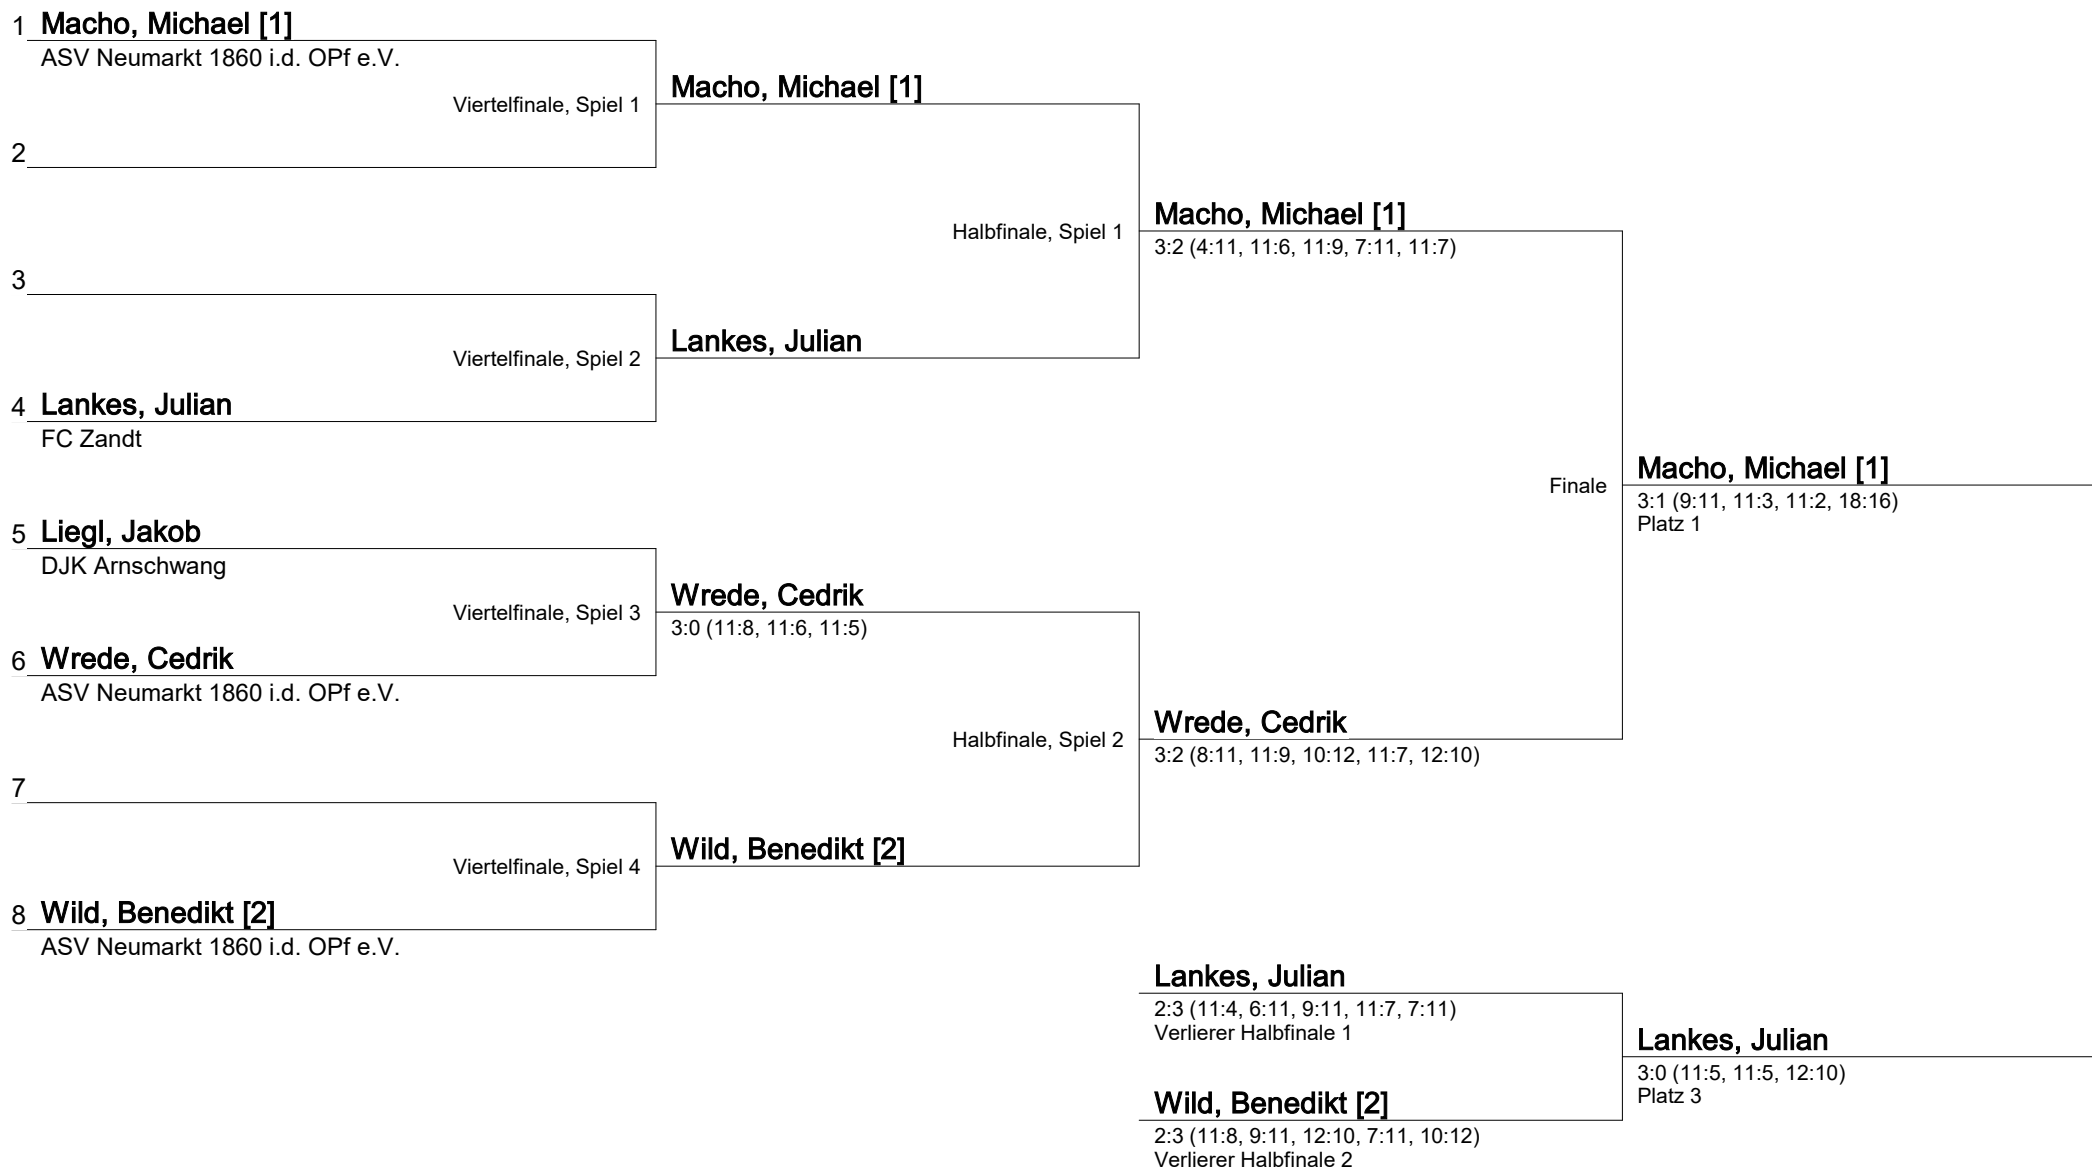 1 Macho, Michael [1]
ASV Neumarkt 1860 i.d. OPf e.V.
Viertelfinale, Spiel 1
Macho, Michael [1]
2
Halbfinale, Spiel 1
Macho, Michael [1]
3:2 (4:11, 11:6, 11:9, 7:11, 11:7)
3
Viertelfinale, Spiel 2
Lankes, Julian
4 Lankes, Julian
FC Zandt
Finale
Macho, Michael [1]
3:1 (9:11, 11:3, 11:2, 18:16)
Platz 1
5 Liegl, Jakob
DJK Arnschwang
Viertelfinale, Spiel 3
Wrede, Cedrik
3:0 (11:8, 11:6, 11:5)
6 Wrede, Cedrik
ASV Neumarkt 1860 i.d. OPf e.V.
Halbfinale, Spiel 2
Wrede, Cedrik
3:2 (8:11, 11:9, 10:12, 11:7, 12:10)
7
Viertelfinale, Spiel 4
Wild, Benedikt [2]
8 Wild, Benedikt [2]
ASV Neumarkt 1860 i.d. OPf e.V.
Lankes, Julian
2:3 (11:4, 6:11, 9:11, 11:7, 7:11)
Verlierer Halbfinale 1
Lankes, Julian
3:0 (11:5, 11:5, 12:10)
Platz 3
Wild, Benedikt [2]
2:3 (11:8, 9:11, 12:10, 7:11, 10:12)
Verlierer Halbfinale 2